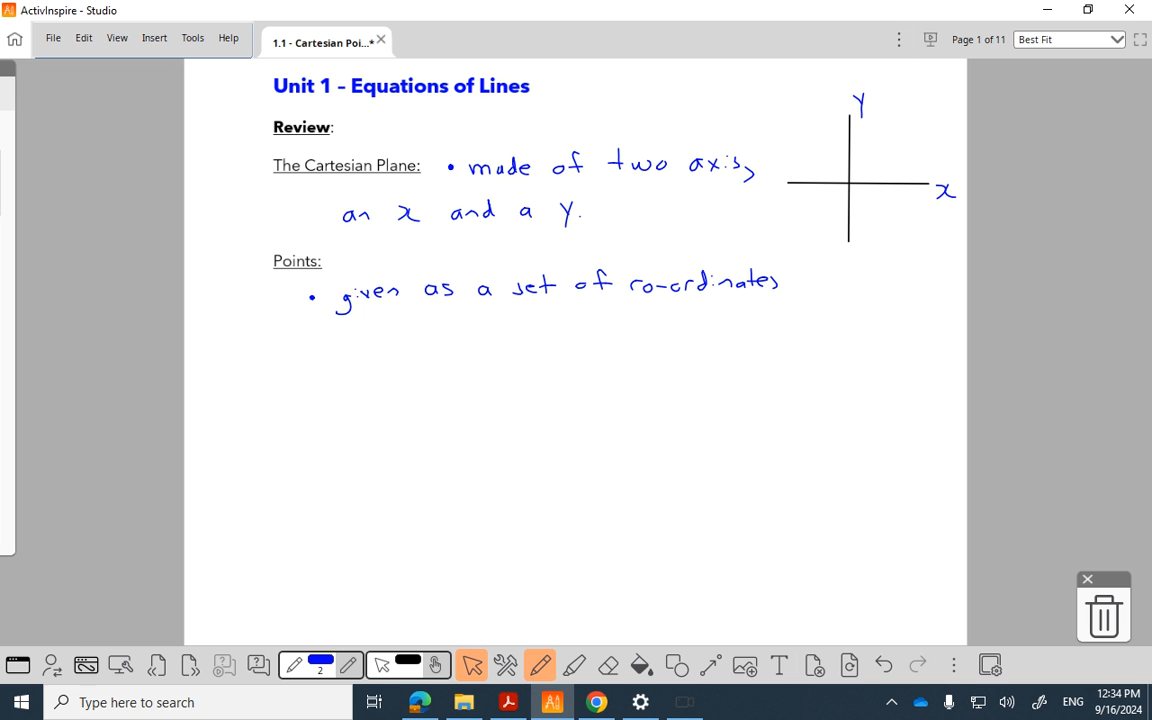 ActivInspire - Studio
File Edit View Insert Tools Help
1.1 - Cartesian Poi...*
Page 1 of 11
Best Fit
Unit 1 – Equations of Lines
Review:
The Cartesian Plane: • made of two axis,
an x and a y.
Y
x
Points:
• given as a set of co-ordinates
2
Type here to search
ENG
12:34 PM
9/16/2024